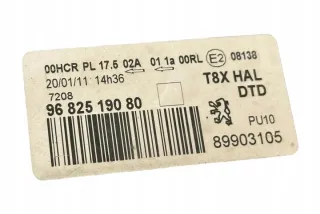 00HCR PL 17.5 02A 01 1a 00RL E2 08138
20/01/11 14h36 T8X HAL
7208 DTD
96 825 190 80
PU10
89903105